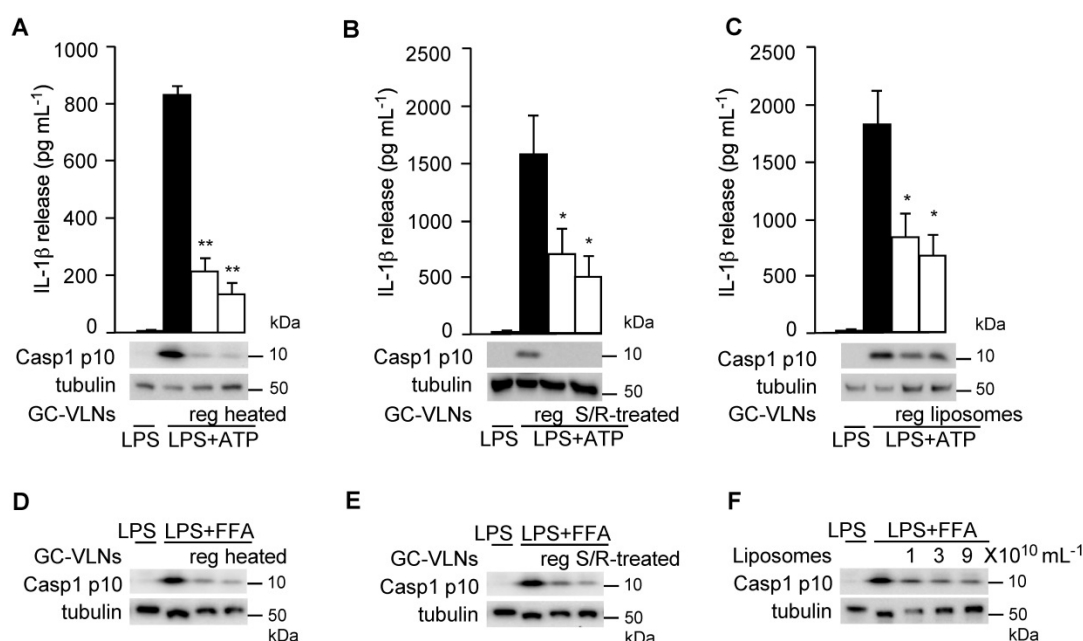 A
IL-1β release (pg mL⁻¹)
1000
800
600
400
200
0
**
**
kDa
Casp1 p10
10
tubulin
50
GC-VLNs
reg heated
LPS
LPS+ATP
B
IL-1β release (pg mL⁻¹)
2500
2000
1500
1000
500
0
*
*
kDa
Casp1 p10
10
tubulin
50
GC-VLNs
reg S/R-treated
LPS
LPS+ATP
C
IL-1β release (pg mL⁻¹)
2500
2000
1500
1000
500
0
*
*
kDa
Casp1 p10
10
tubulin
50
GC-VLNs
reg liposomes
LPS
LPS+ATP
D
LPS LPS+FFA
GC-VLNs reg heated
Casp1 p10 10
tubulin 50
kDa
E
LPS LPS+FFA
GC-VLNs reg S/R-treated
Casp1 p10 10
tubulin 50
kDa
F
LPS LPS+FFA
Liposomes 1 3 9 X10¹⁰ mL⁻¹
Casp1 p10 10
tubulin 50
kDa